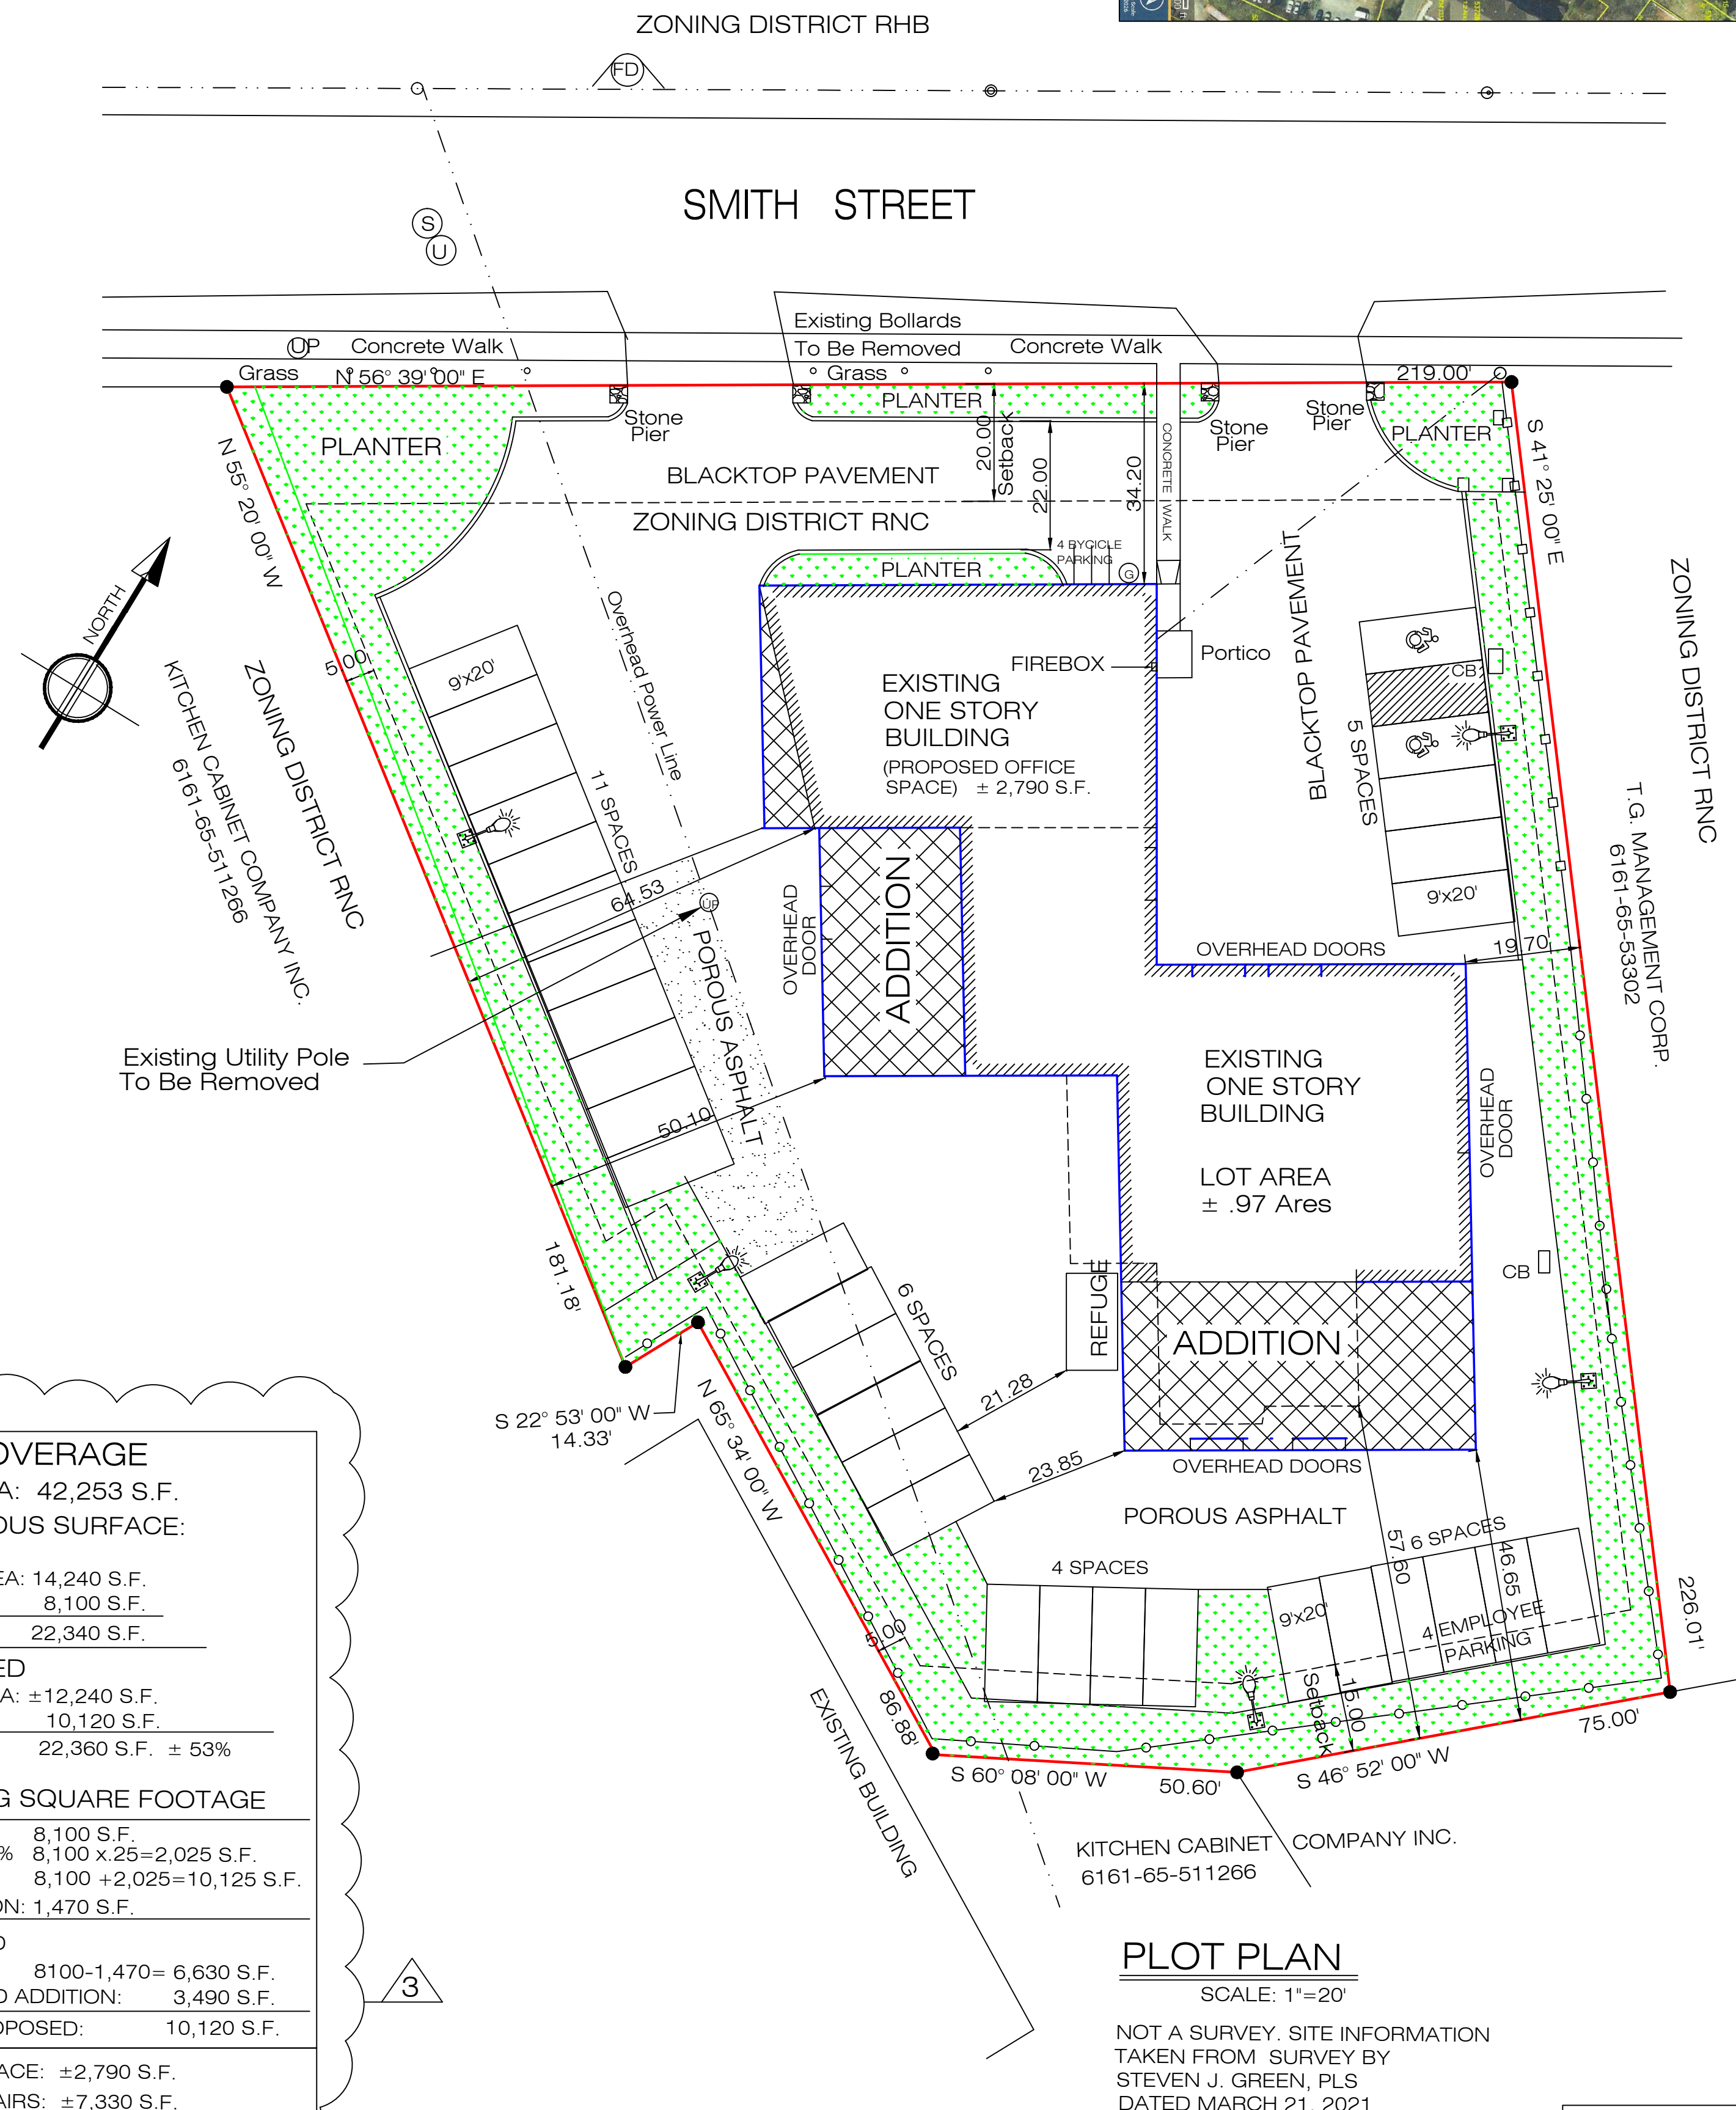 ZONING DISTRICT RHB
FD
SMITH STREET
S
U
Existing Bollards
To Be Removed
UP
Concrete Walk
Concrete Walk
Grass
N 56° 39' 00" E
Grass
219.00'
PLANTER
PLANTER
PLANTER
Stone
Pier
Stone
Pier
Stone
Pier
20.00
Setback
22.00
34.20
CONCRETE WALK
BLACKTOP PAVEMENT
ZONING DISTRICT RNC
4 BYCICLE
PARKING
G
PLANTER
N 55° 20' 00" W
S 41° 25' 00" E
NORTH
5.00
ZONING DISTRICT RNC
KITCHEN CABINET COMPANY INC.
6161-65-511266
9'x20'
11 SPACES
Overhead Power Line
FIREBOX
Portico
EXISTING
ONE STORY
BUILDING
(PROPOSED OFFICE
SPACE) ± 2,790 S.F.
BLACKTOP PAVEMENT
5 SPACES
CB
9'x20'
ZONING DISTRICT RNC
T.G. MANAGEMENT CORP.
6161-65-53302
64.53
UP
POROUS ASPHALT
OVERHEAD
DOOR
ADDITION
OVERHEAD DOORS
19.70
Existing Utility Pole
To Be Removed
50.10
EXISTING
ONE STORY
BUILDING
LOT AREA
± .97 Ares
OVERHEAD
DOOR
CB
181.18'
REFUGE
6 SPACES
ADDITION
21.28
23.85
OVERHEAD DOORS
S 22° 53' 00" W
14.33'
N 65° 34' 00" W
POROUS ASPHALT
57.60
46.65
6 SPACES
4 SPACES
9'x20'
4 EMPLOYEE
PARKING
5.00
Setback
15.00
226.01'
86.88'
75.00'
S 60° 08' 00" W
50.60'
S 46° 52' 00" W
EXISTING BUILDING
KITCHEN CABINET COMPANY INC.
6161-65-511266
OVERAGE
A: 42,253 S.F.
OUS SURFACE:
EA: 14,240 S.F.
8,100 S.F.
22,340 S.F.
ED
A: ±12,240 S.F.
10,120 S.F.
22,360 S.F. ± 53%
G SQUARE FOOTAGE
8,100 S.F.
% 8,100 x.25=2,025 S.F.
8,100 +2,025=10,125 S.F.
ON: 1,470 S.F.
8100-1,470= 6,630 S.F.
D ADDITION: 3,490 S.F.
OPOSED: 10,120 S.F.
ACE: ±2,790 S.F.
AIRS: ±7,330 S.F.
3
PLOT PLAN
SCALE: 1"=20'
NOT A SURVEY. SITE INFORMATION
TAKEN FROM SURVEY BY
STEVEN J. GREEN, PLS
DATED MARCH 21, 2021